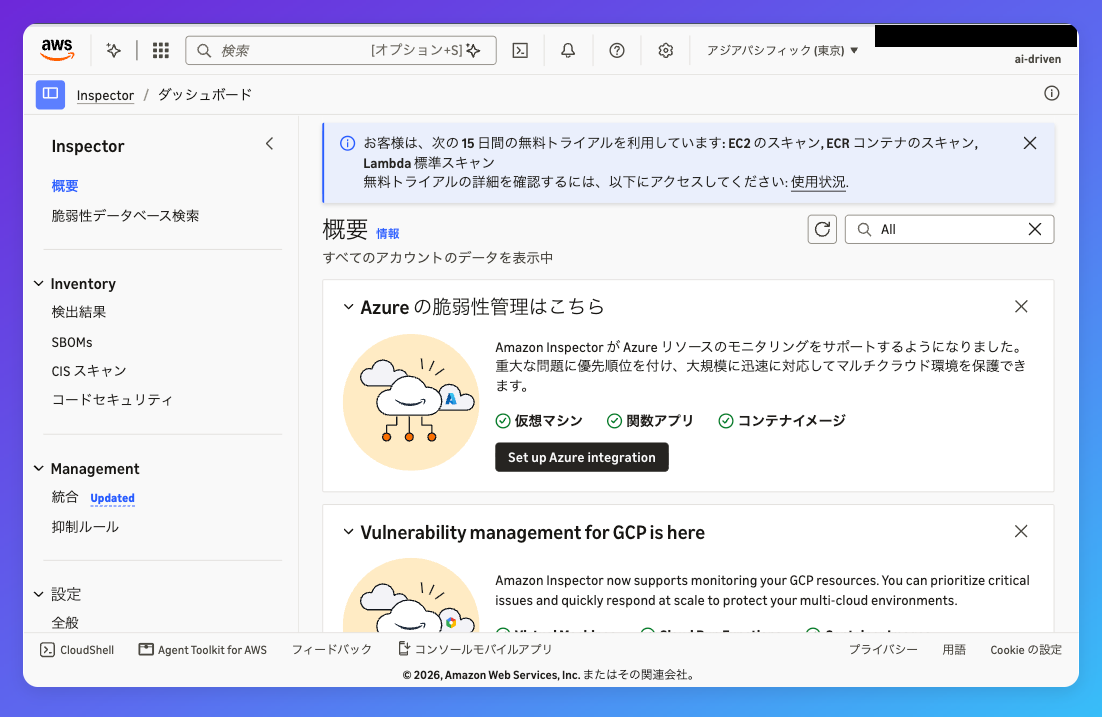 aws
検索
[オプション+S]
アジアパシフィック (東京) ▼
ai-driven
Inspector / ダッシュボード
Inspector
概要
脆弱性データベース検索
Inventory
検出結果
SBOMs
CIS スキャン
コードセキュリティ
Management
統合 Updated
抑制ルール
設定
全般
お客様は、次の 15 日間の無料トライアルを利用しています: EC2 のスキャン, ECR コンテナのスキャン,
Lambda 標準スキャン
無料トライアルの詳細を確認するには、以下にアクセスしてください: 使用状況.
概要 情報
All
すべてのアカウントのデータを表示中
Azure の脆弱性管理はこちら
Amazon Inspector が Azure リソースのモニタリングをサポートするようになりました。
重大な問題に優先順位を付け、大規模に迅速に対応してマルチクラウド環境を保護でき
ます。
仮想マシン 関数アプリ コンテナイメージ
Set up Azure integration
Vulnerability management for GCP is here
Amazon Inspector now supports monitoring your GCP resources. You can prioritize critical
issues and quickly respond at scale to protect your multi-cloud environments.
CloudShell
Agent Toolkit for AWS
フィードバック
コンソールモバイルアプリ
プライバシー
用語
Cookie の設定
© 2026, Amazon Web Services, Inc. またはその関連会社。